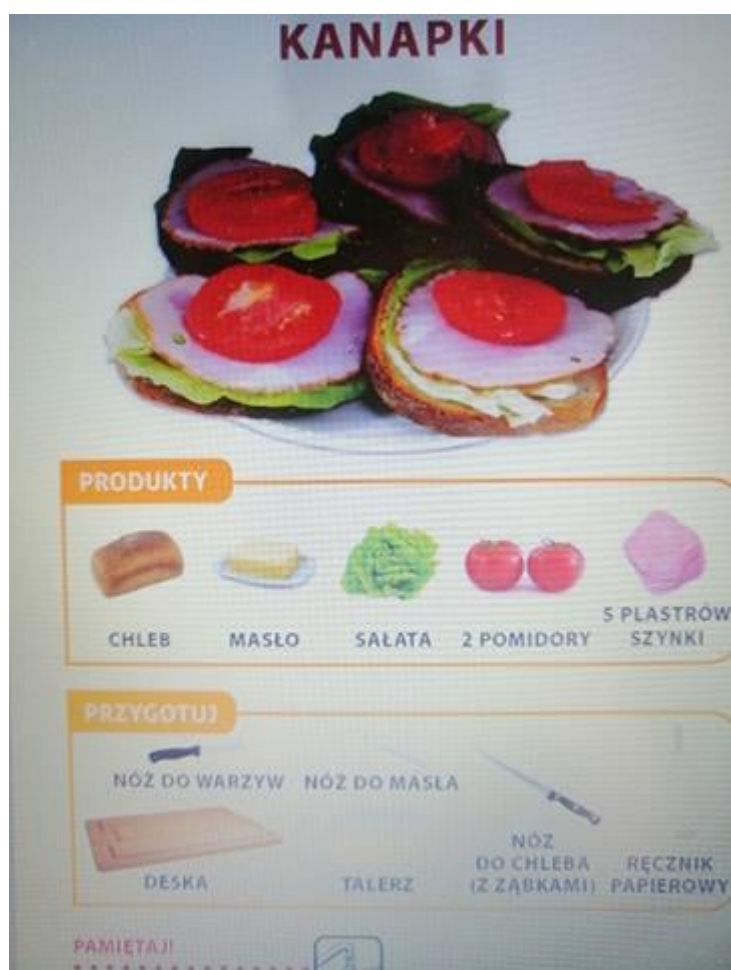 KANAPKI
PRODUKTY
CHLEB
MASŁO
SAŁATA
2 POMIDORY
5 PLASTRÓW
SZYNKI
PRZYGOTUJ
NÓŻ DO WARZYW
NÓŻ DO MASŁA
DESKA
TALERZ
NÓŻ
DO CHLEBA
(Z ZĄBKAMI)
RĘCZNIK
PAPIEROWY
PAMIĘTAJ!